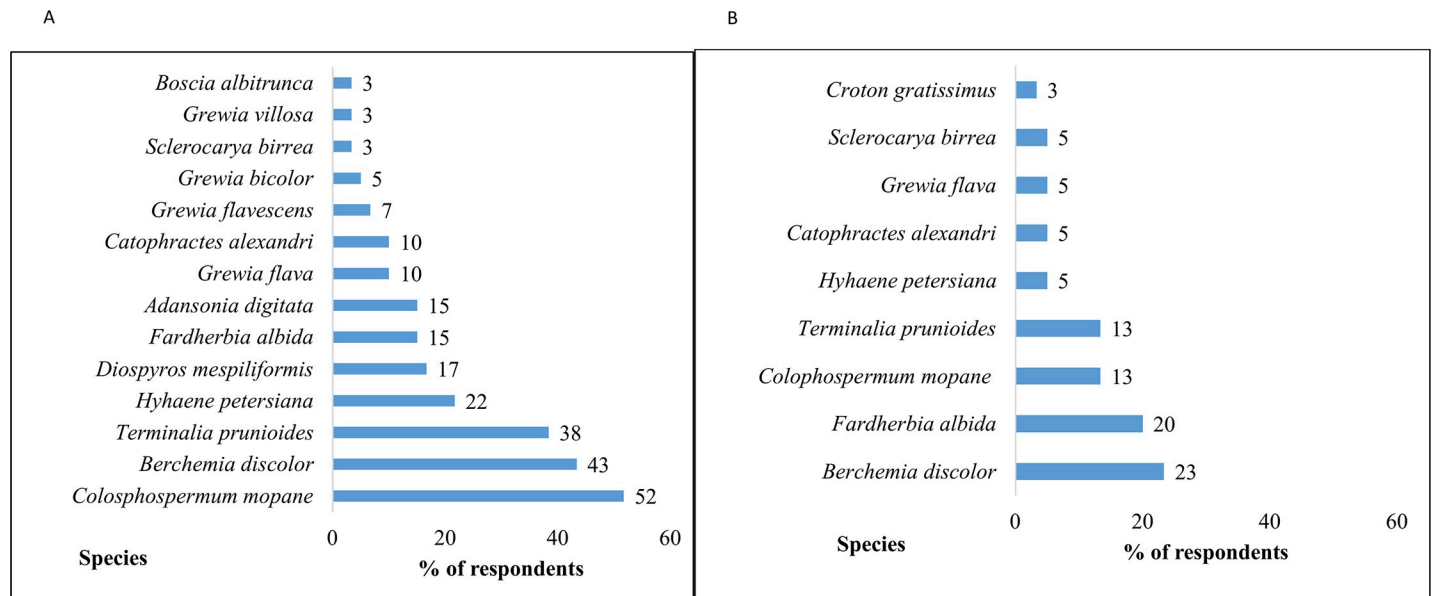 A
Boscia albitrunca 3
Grewia villosa 3
Sclerocarya birrea 3
Grewia bicolor 5
Grewia flavescens 7
Catophractes alexandri 10
Grewia flava 10
Adansonia digitata 15
Fardherbia albida 15
Diospyros mespiliformis 17
Hyhaene petersiana 22
Terminalia prunioides 38
Berchemia discolor 43
Colosphospermum mopane 52
0 20 40 60
Species
% of respondents
B
Croton gratissimus 3
Sclerocarya birrea 5
Grewia flava 5
Catophractes alexandri 5
Hyhaene petersiana 5
Terminalia prunioides 13
Colophospermum mopane 13
Fardherbia albida 20
Berchemia discolor 23
0 20 40 60
Species
% of respondents